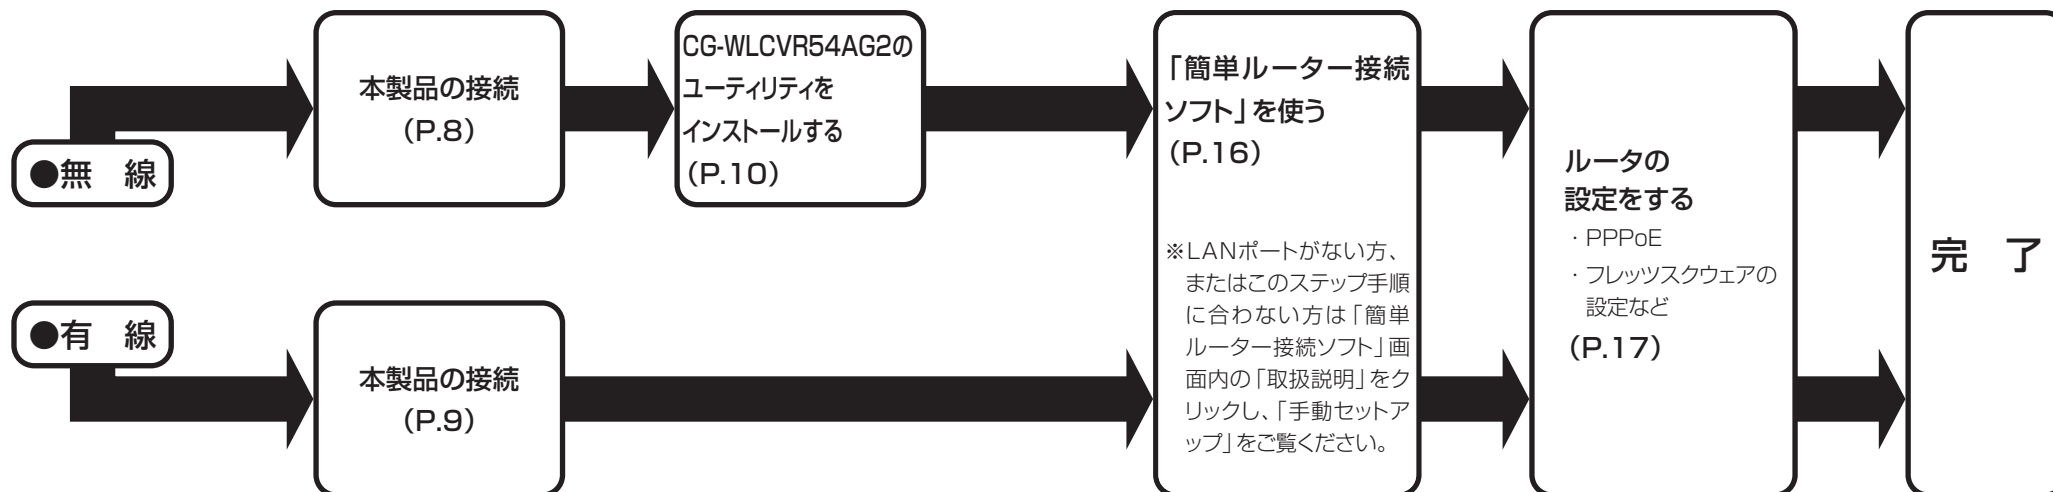 ●無 線
本製品の接続
(P.8)
CG-WLCVR54AG2の
ユーティリティを
インストールする
(P.10)
●有 線
本製品の接続
(P.9)
「簡単ルーター接続
ソフト」を使う
(P.16)
※LANポートがない方、
またはこのステップ手順
に合わない方は「簡単
ルーター接続ソフト」画
面内の「取扱説明」をク
リックし、「手動セットア
ップ」をご覧ください。
ルータの
設定をする
・PPPoE
・フレッツスクウェアの
設定など
(P.17)
完 了